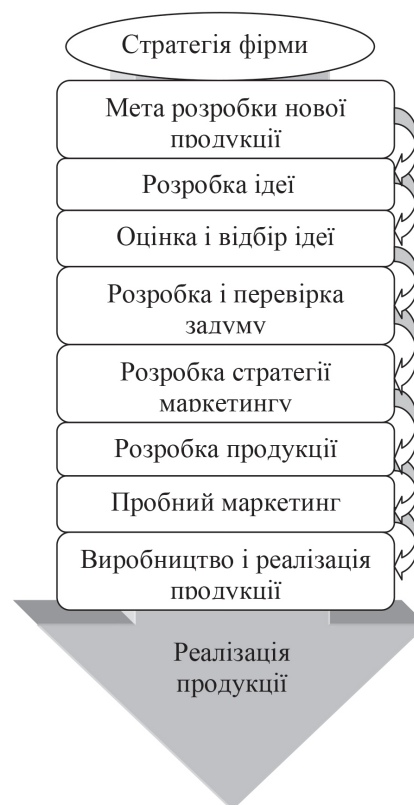 Стратегія фірми
Мета розробки нової
продукції
Розробка ідеї
Оцінка і відбір ідеї
Розробка і перевірка
задуму
Розробка стратегії
маркетингу
Розробка продукції
Пробний маркетинг
Виробництво і реалізація
продукції
Реалізація
продукції